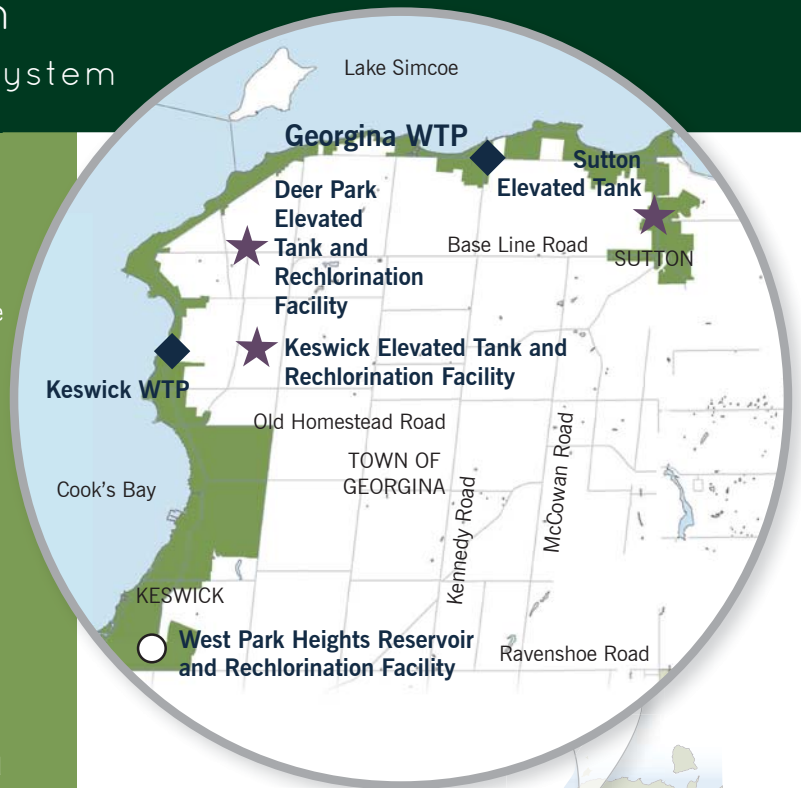 ystem
Lake Simcoe
Georgina WTP
Sutton
Elevated Tank
Deer Park
Elevated
Tank and
Rechlorination
Facility
Base Line Road
SUTTON
Keswick Elevated Tank and
Rechlorination Facility
Keswick WTP
Old Homestead Road
TOWN OF
GEORGINA
Cook's Bay
Kennedy Road
McCowan Road
KESWICK
West Park Heights Reservoir
and Rechlorination Facility
Ravenshoe Road